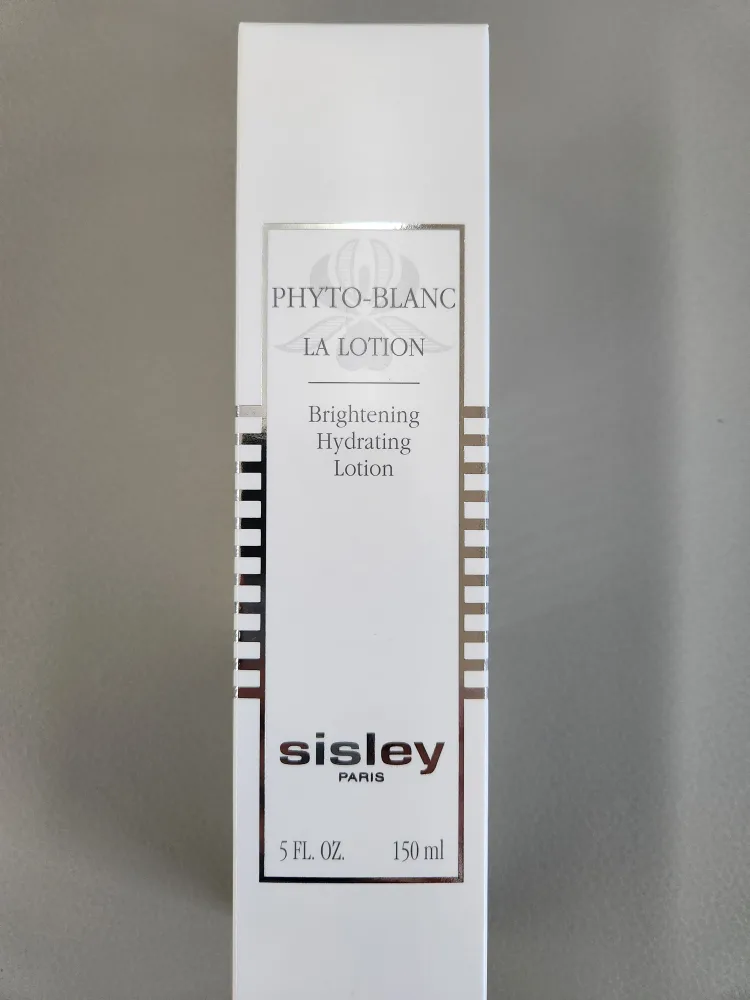 PHYTO-BLANC
LA LOTION
Brightening
Hydrating
Lotion
sisley
PARIS
5 FL. OZ. 150 ml